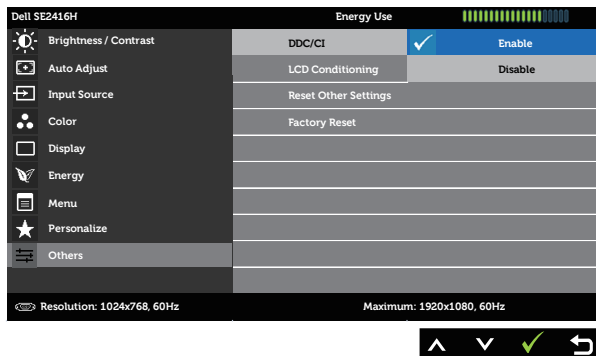 Dell SE2416H Energy Use
Brightness / Contrast
DDC/CI Enable
Auto Adjust
LCD Conditioning Disable
Input Source
Reset Other Settings
Color
Factory Reset
Display
Energy
Menu
Personalize
Others
Resolution: 1024x768, 60Hz Maximum: 1920x1080, 60Hz